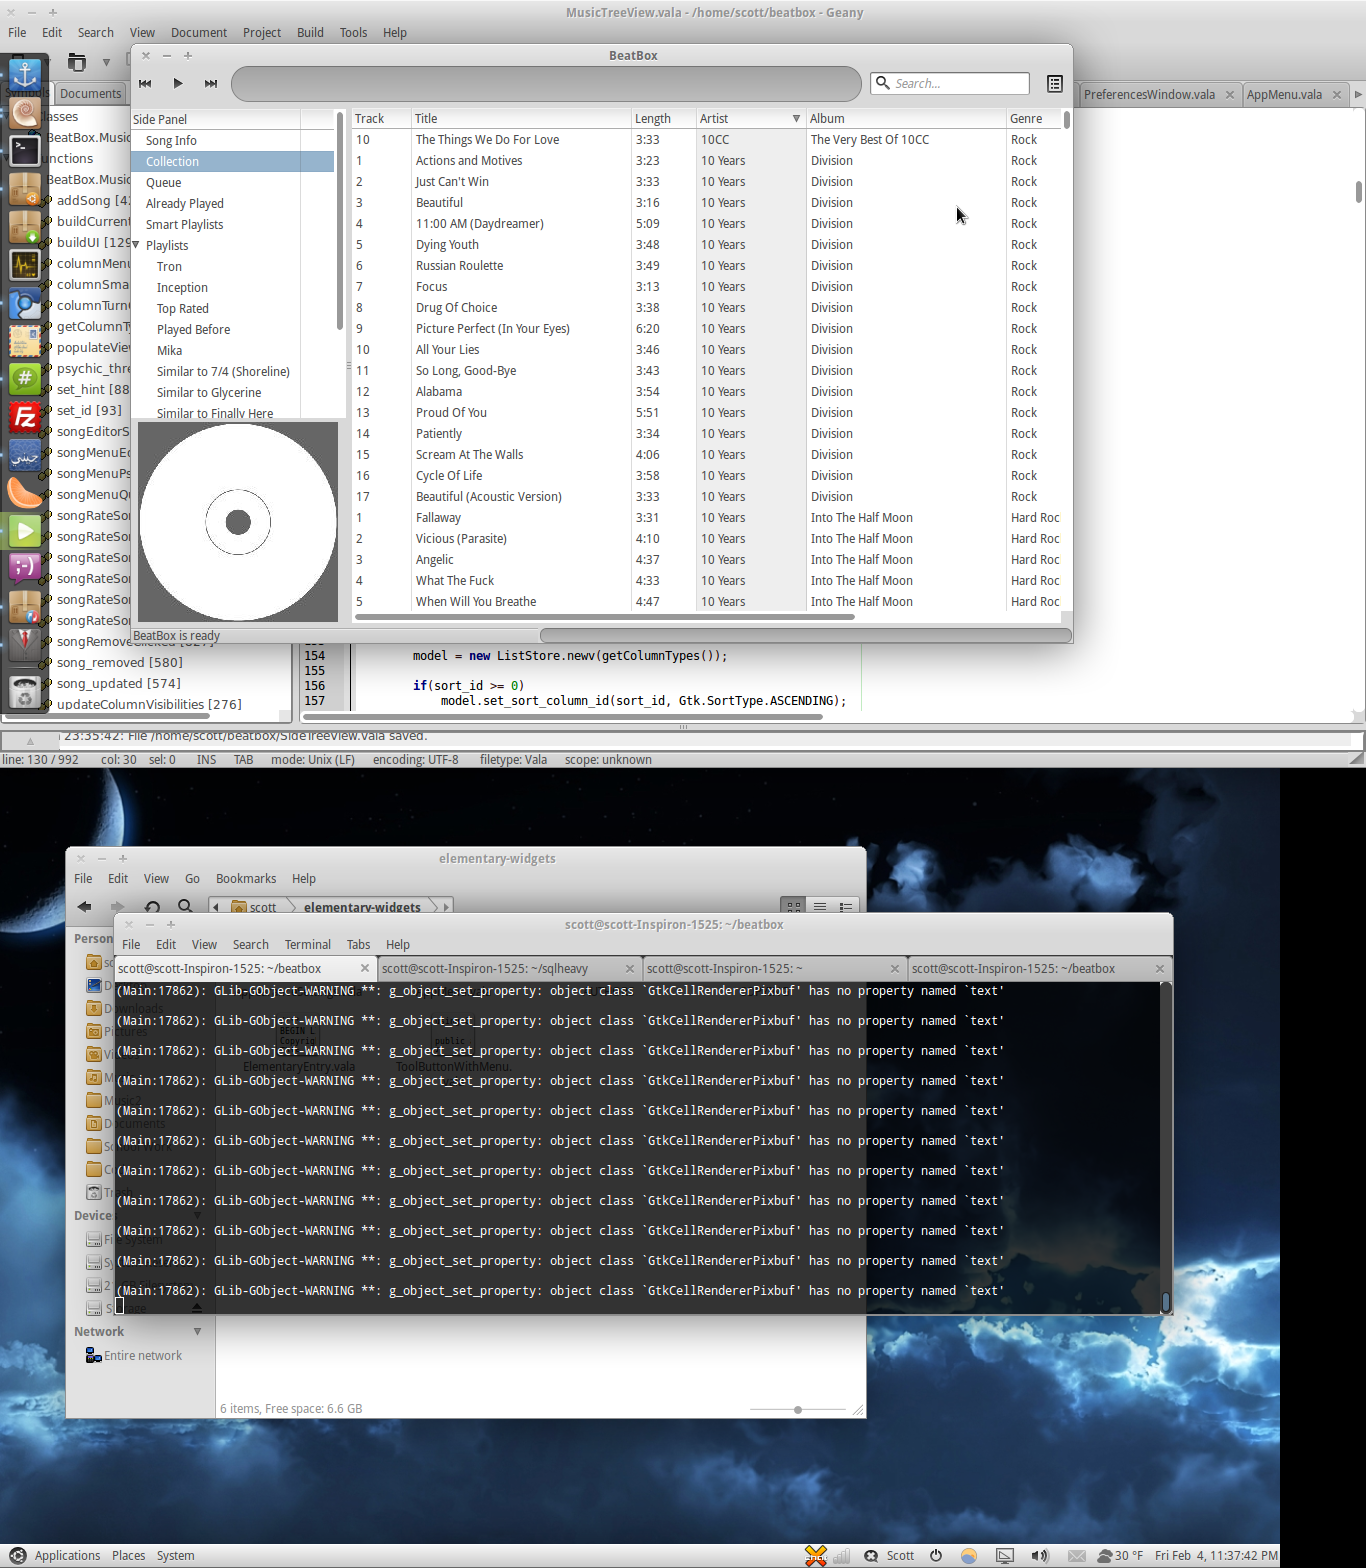 MusicTreeView.vala - /home/scott/beatbox - Geany
File Edit Search View Document Project Build Tools Help
Documents
PreferencesWindow.vala
AppMenu.vala
BeatBox.Music
BeatBox.Music
addSong [4
buildCurrent
buildUI [129
columnMenu
columnSma
columnTurn
getColumnTy
populateView
psychic_thre
set_hint [88
set_id [93]
songEditorS
songMenuEd
songMenuPs
songMenuQu
songRateSo
songRateSo
songRateSo
songRateSo
songRateSo
songRateSo
song_removed [580]
song_updated [574]
updateColumnVisibilities [276]
BeatBox
Search...
Side Panel
Song Info
Collection
Queue
Already Played
Smart Playlists
Playlists
Tron
Inception
Top Rated
Played Before
Mika
Similar to 7/4 (Shoreline)
Similar to Glycerine
Similar to Finally Here
Track Title Length Artist Album Genre
10 The Things We Do For Love 3:33 10CC The Very Best Of 10CC Rock
1 Actions and Motives 3:23 10 Years Division Rock
2 Just Can't Win 3:33 10 Years Division Rock
3 Beautiful 3:16 10 Years Division Rock
4 11:00 AM (Daydreamer) 5:09 10 Years Division Rock
5 Dying Youth 3:48 10 Years Division Rock
6 Russian Roulette 3:49 10 Years Division Rock
7 Focus 3:13 10 Years Division Rock
8 Drug Of Choice 3:38 10 Years Division Rock
9 Picture Perfect (In Your Eyes) 6:20 10 Years Division Rock
10 All Your Lies 3:46 10 Years Division Rock
11 So Long, Good-Bye 3:43 10 Years Division Rock
12 Alabama 3:54 10 Years Division Rock
13 Proud Of You 5:51 10 Years Division Rock
14 Patiently 3:34 10 Years Division Rock
15 Scream At The Walls 4:06 10 Years Division Rock
16 Cycle Of Life 3:58 10 Years Division Rock
17 Beautiful (Acoustic Version) 3:33 10 Years Division Rock
1 Fallaway 3:31 10 Years Into The Half Moon Hard Roc
2 Vicious (Parasite) 4:10 10 Years Into The Half Moon Hard Roc
3 Angelic 4:37 10 Years Into The Half Moon Hard Roc
4 What The Fuck 4:33 10 Years Into The Half Moon Hard Roc
5 When Will You Breathe 4:47 10 Years Into The Half Moon Hard Roc
BeatBox is ready
154 model = new ListStore.newv(getColumnTypes());
155
156 if(sort_id >= 0)
157 model.set_sort_column_id(sort_id, Gtk.SortType.ASCENDING);
23:35:42: File /home/scott/beatbox/SideTreeView.vala saved.
line: 130 / 992 col: 30 sel: 0 INS TAB mode: Unix (LF) encoding: UTF-8 filetype: Vala scope: unknown
elementary-widgets
File Edit View Go Bookmarks Help
scott elementary-widgets
Person
scott@scott-Inspiron-1525: ~/beatbox
File Edit View Search Terminal Tabs Help
scott@scott-Inspiron-1525: ~/beatbox
scott@scott-Inspiron-1525: ~/sqlheavy
scott@scott-Inspiron-1525: ~
scott@scott-Inspiron-1525: ~/beatbox
(Main:17862): GLib-GObject-WARNING **: g_object_set_property: object class `GtkCellRendererPixbuf' has no property named `text'
(Main:17862): GLib-GObject-WARNING **: g_object_set_property: object class `GtkCellRendererPixbuf' has no property named `text'
(Main:17862): GLib-GObject-WARNING **: g_object_set_property: object class `GtkCellRendererPixbuf' has no property named `text'
ElementaryEntry.vala ToolButtonWithMenu.
(Main:17862): GLib-GObject-WARNING **: g_object_set_property: object class `GtkCellRendererPixbuf' has no property named `text'
(Main:17862): GLib-GObject-WARNING **: g_object_set_property: object class `GtkCellRendererPixbuf' has no property named `text'
(Main:17862): GLib-GObject-WARNING **: g_object_set_property: object class `GtkCellRendererPixbuf' has no property named `text'
(Main:17862): GLib-GObject-WARNING **: g_object_set_property: object class `GtkCellRendererPixbuf' has no property named `text'
(Main:17862): GLib-GObject-WARNING **: g_object_set_property: object class `GtkCellRendererPixbuf' has no property named `text'
(Main:17862): GLib-GObject-WARNING **: g_object_set_property: object class `GtkCellRendererPixbuf' has no property named `text'
(Main:17862): GLib-GObject-WARNING **: g_object_set_property: object class `GtkCellRendererPixbuf' has no property named `text'
(Main:17862): GLib-GObject-WARNING **: g_object_set_property: object class `GtkCellRendererPixbuf' has no property named `text'
Devices
Network
Entire network
6 items, Free space: 6.6 GB
Applications Places System
Scott
30 °F
Fri Feb 4, 11:37:42 PM